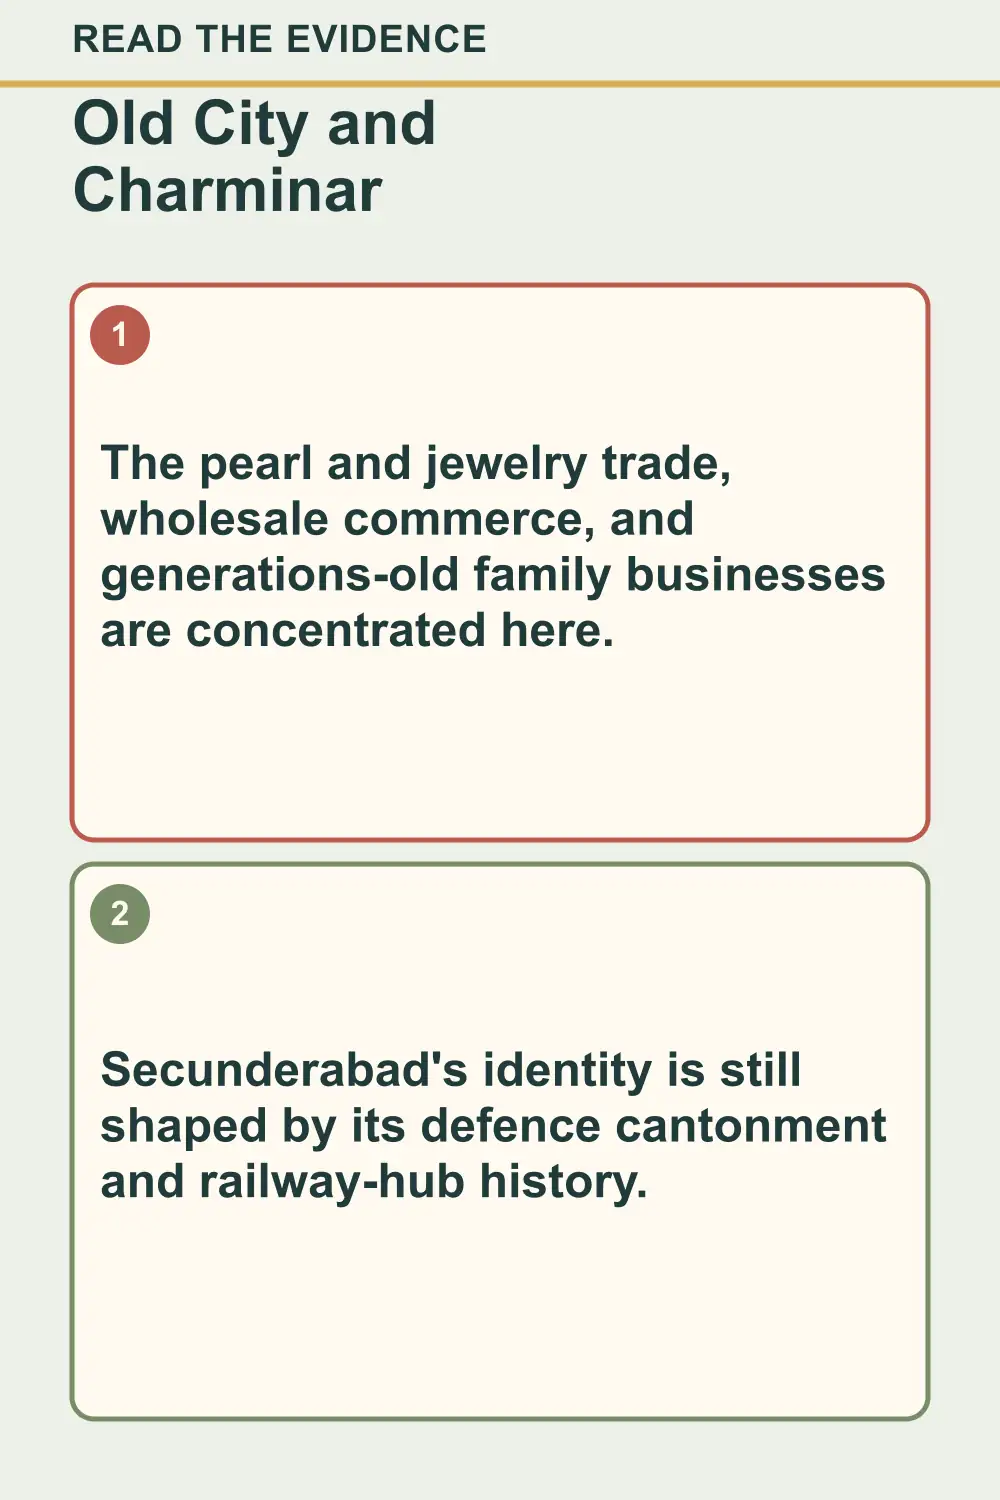 READ THE EVIDENCE
Old City and
Charminar
1
The pearl and jewelry trade,
wholesale commerce, and
generations-old family businesses
are concentrated here.
2
Secunderabad's identity is still
shaped by its defence cantonment
and railway-hub history.